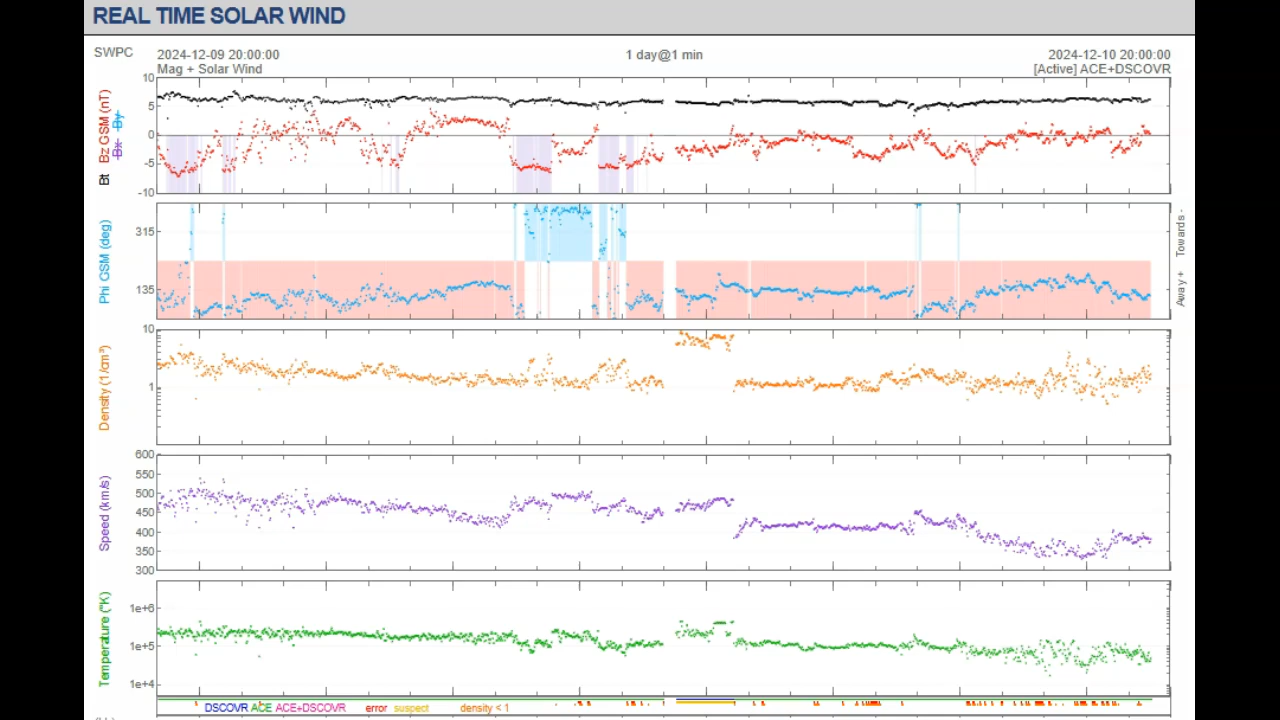 REAL TIME SOLAR WIND
SWPC
2024-12-09 20:00:00
1 day@1 min
2024-12-10 20:00:00
Mag + Solar Wind
[Active] ACE+DSCOVR
Bt Bz GSM (nT)
Bx By
10
5
0
-5
-10
Phi GSM (deg)
315
135
Towards -
Away +
Density (1/cm³)
10
1
Speed (km/s)
600
550
500
450
400
350
300
Temperature (°K)
1e+6
1e+5
1e+4
DSCOVR ACE ACE+DSCOVR error suspect density < 1